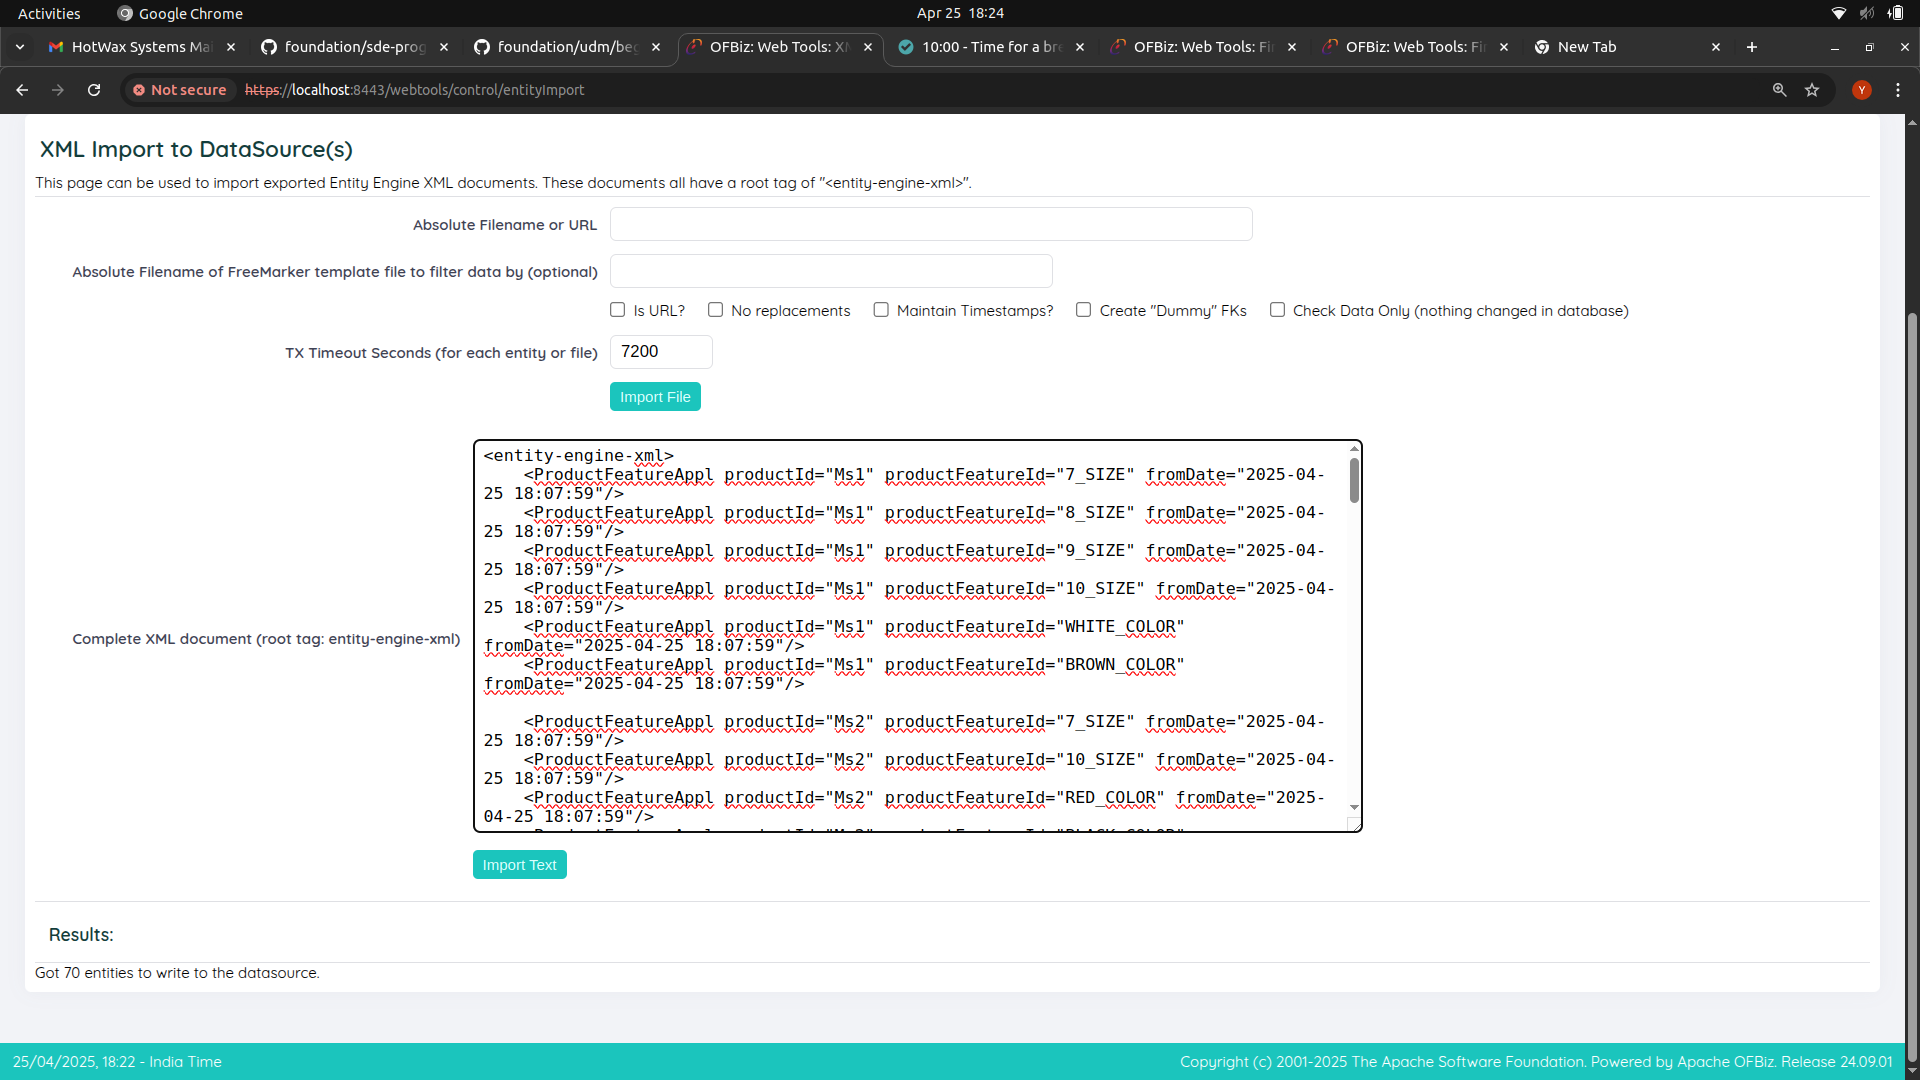 Activities
Google Chrome
Apr 25 18:24
HotWax Systems Mai
foundation/sde-prog
foundation/udm/beg
OFBiz: Web Tools: XM
10:00 - Time for a bre
OFBiz: Web Tools: Fin
OFBiz: Web Tools: Fin
New Tab
Not secure
https://localhost:8443/webtools/control/entityImport
Y
XML Import to DataSource(s)
This page can be used to import exported Entity Engine XML documents. These documents all have a root tag of "<entity-engine-xml>".
Absolute Filename or URL
Absolute Filename of FreeMarker template file to filter data by (optional)
Is URL? No replacements Maintain Timestamps? Create "Dummy" FKs Check Data Only (nothing changed in database)
TX Timeout Seconds (for each entity or file) 7200
Import File
Complete XML document (root tag: entity-engine-xml)
<entity-engine-xml>
<ProductFeatureAppl productId="Ms1" productFeatureId="7_SIZE" fromDate="2025-04-
25 18:07:59"/>
<ProductFeatureAppl productId="Ms1" productFeatureId="8_SIZE" fromDate="2025-04-
25 18:07:59"/>
<ProductFeatureAppl productId="Ms1" productFeatureId="9_SIZE" fromDate="2025-04-
25 18:07:59"/>
<ProductFeatureAppl productId="Ms1" productFeatureId="10_SIZE" fromDate="2025-04-
25 18:07:59"/>
<ProductFeatureAppl productId="Ms1" productFeatureId="WHITE_COLOR"
fromDate="2025-04-25 18:07:59"/>
<ProductFeatureAppl productId="Ms1" productFeatureId="BROWN_COLOR"
fromDate="2025-04-25 18:07:59"/>
<ProductFeatureAppl productId="Ms2" productFeatureId="7_SIZE" fromDate="2025-04-
25 18:07:59"/>
<ProductFeatureAppl productId="Ms2" productFeatureId="10_SIZE" fromDate="2025-04-
25 18:07:59"/>
<ProductFeatureAppl productId="Ms2" productFeatureId="RED_COLOR" fromDate="2025-
04-25 18:07:59"/>
Import Text
Results:
Got 70 entities to write to the datasource.
25/04/2025, 18:22 - India Time
Copyright (c) 2001-2025 The Apache Software Foundation. Powered by Apache OFBiz. Release 24.09.01